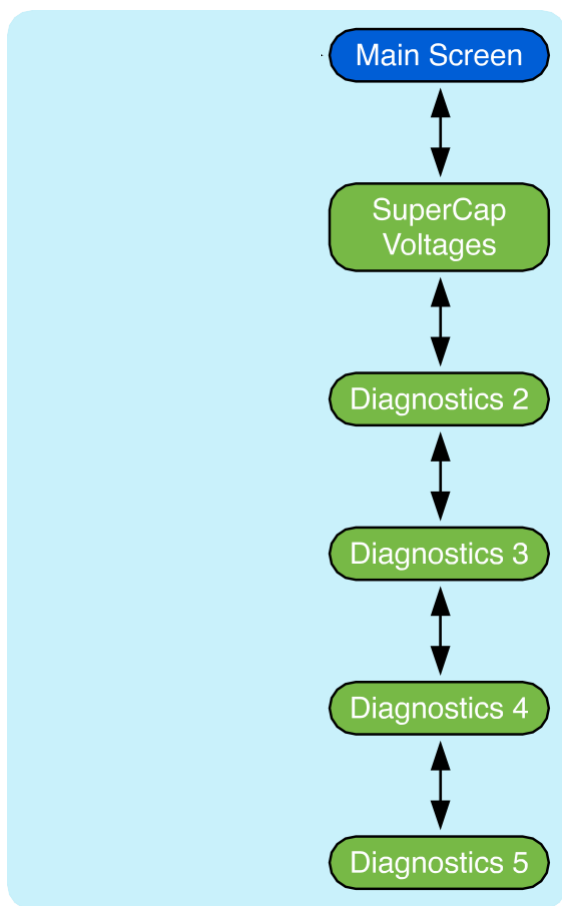 Main Screen
SuperCap
Voltages
Diagnostics 2
Diagnostics 3
Diagnostics 4
Diagnostics 5